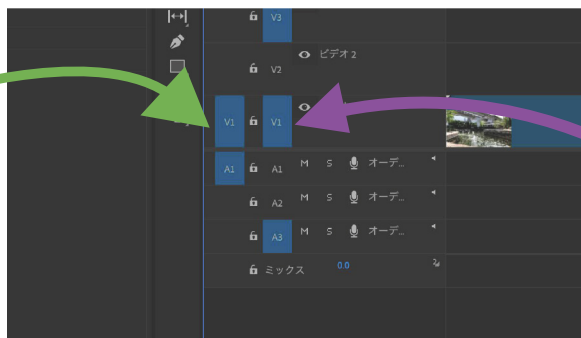 V3
ビデオ 2
V2
V1 V1
A1 A1 M S オーデ...
A2 M S オーデ...
A3 M S オーデ...
ミックス 0.0